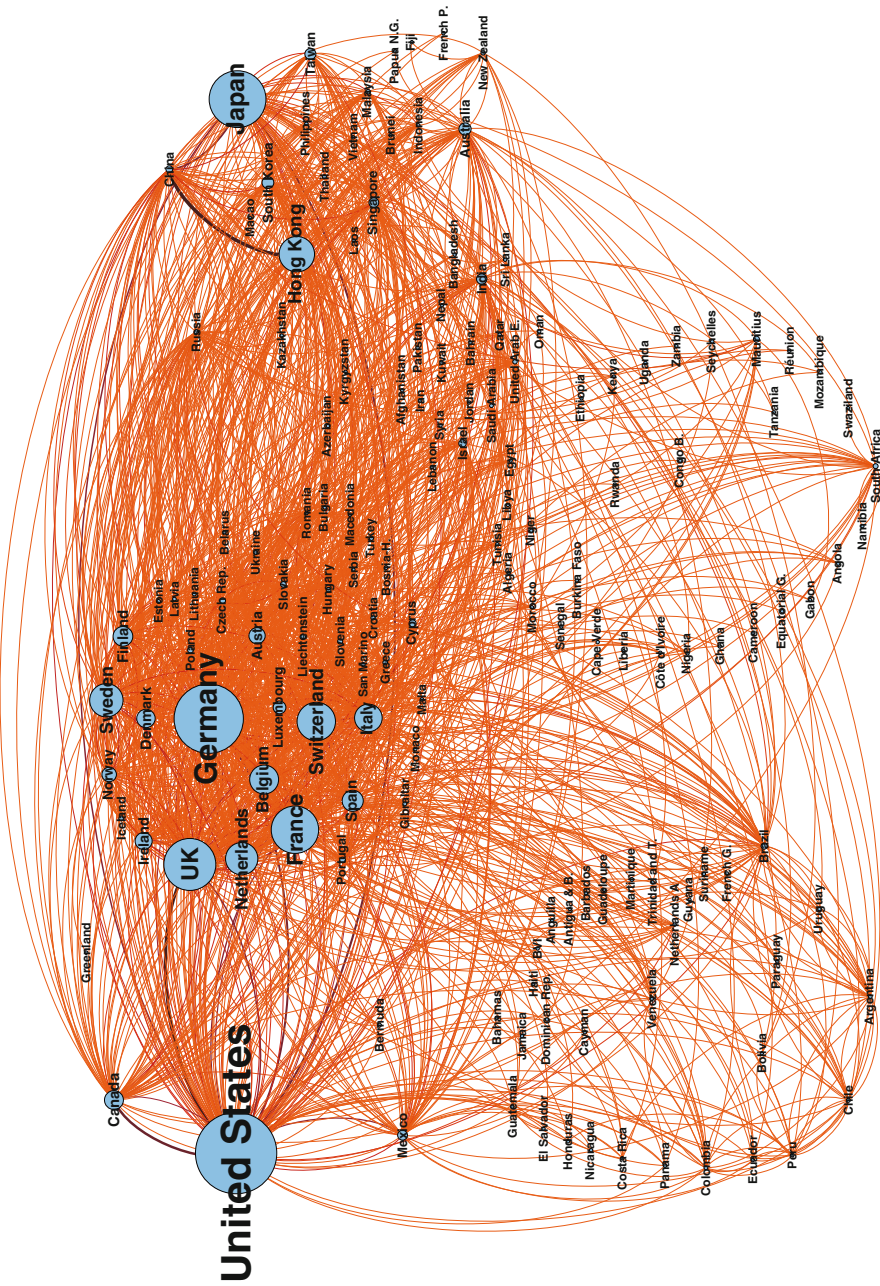 Greenland
Norway
Sweden
Canada
Iceland
Finland
Ireland
Denmark
Estonia
China
Latvia
UK
Poland
Lithuania
Russia
Germany
Czech Rep.
Belarus
United States
Japan
Netherlands
Macao
Belgium
Austria
Ukraine
South Korea
Luxembourg
Slovakia
Kazakhstan
France
Hong Kong
Liechtenstein
Romania
Philippines
Taiwan
Switzerland
Bulgaria
Thailand
Hungary
Azerbaijan
Portugal
Slovenia
Kyrgyzstan
Spain
Serbia
Macedonia
Laos
Vietnam
San Marino
Italy
Turkey
Malaysia
Croatia
Singapore
Bermuda
Greece
Bosnia-H.
Brunei
Papua N.G.
Mexico
Gibraltar
Afghanistan
Cyprus
Fiji
Monaco
Iran
Pakistan
Indonesia
Malta
Lebanon
Syria
Kuwait
Nepal
French P.
Bangladesh
Israel
Jordan
Bahrain
Australia
India
New Zealand
Saudi Arabia
Bahamas
Tunisia
Qatar
Sri Lanka
Algeria
Libya
Egypt
United Arab E.
Guatemala
Jamaica
Haiti
BVI
Morocco
Niger
Oman
El Salvador
Dominican Rep.
Anguilla
Senegal
Honduras
Antigua & B.
Burkina Faso
Cayman
Barbados
Ethiopia
Nicaragua
Guadeloupe
Cape Verde
Kenya
Costa Rica
Martinique
Liberia
Rwanda
Uganda
Venezuela
Trinidad and T.
Côte d'Ivoire
Panama
Netherlands A.
Congo B.
Zambia
Guyana
Nigeria
Colombia
Suriname
Seychelles
French G.
Ghana
Ecuador
Bolivia
Brazil
Cameroon
Mauritius
Paraguay
Equatorial G.
Tanzania
Peru
Réunion
Uruguay
Gabon
Mozambique
Chile
Angola
Swaziland
Argentina
Namibia
South Africa